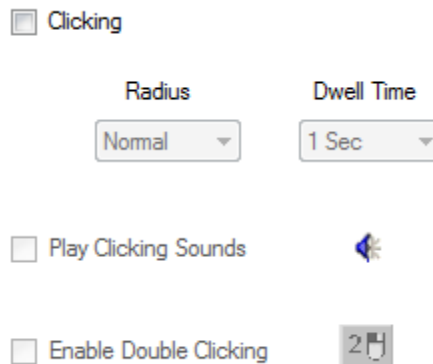 Clicking
Radius Dwell Time
Normal 1 Sec
Play Clicking Sounds
Enable Double Clicking 2